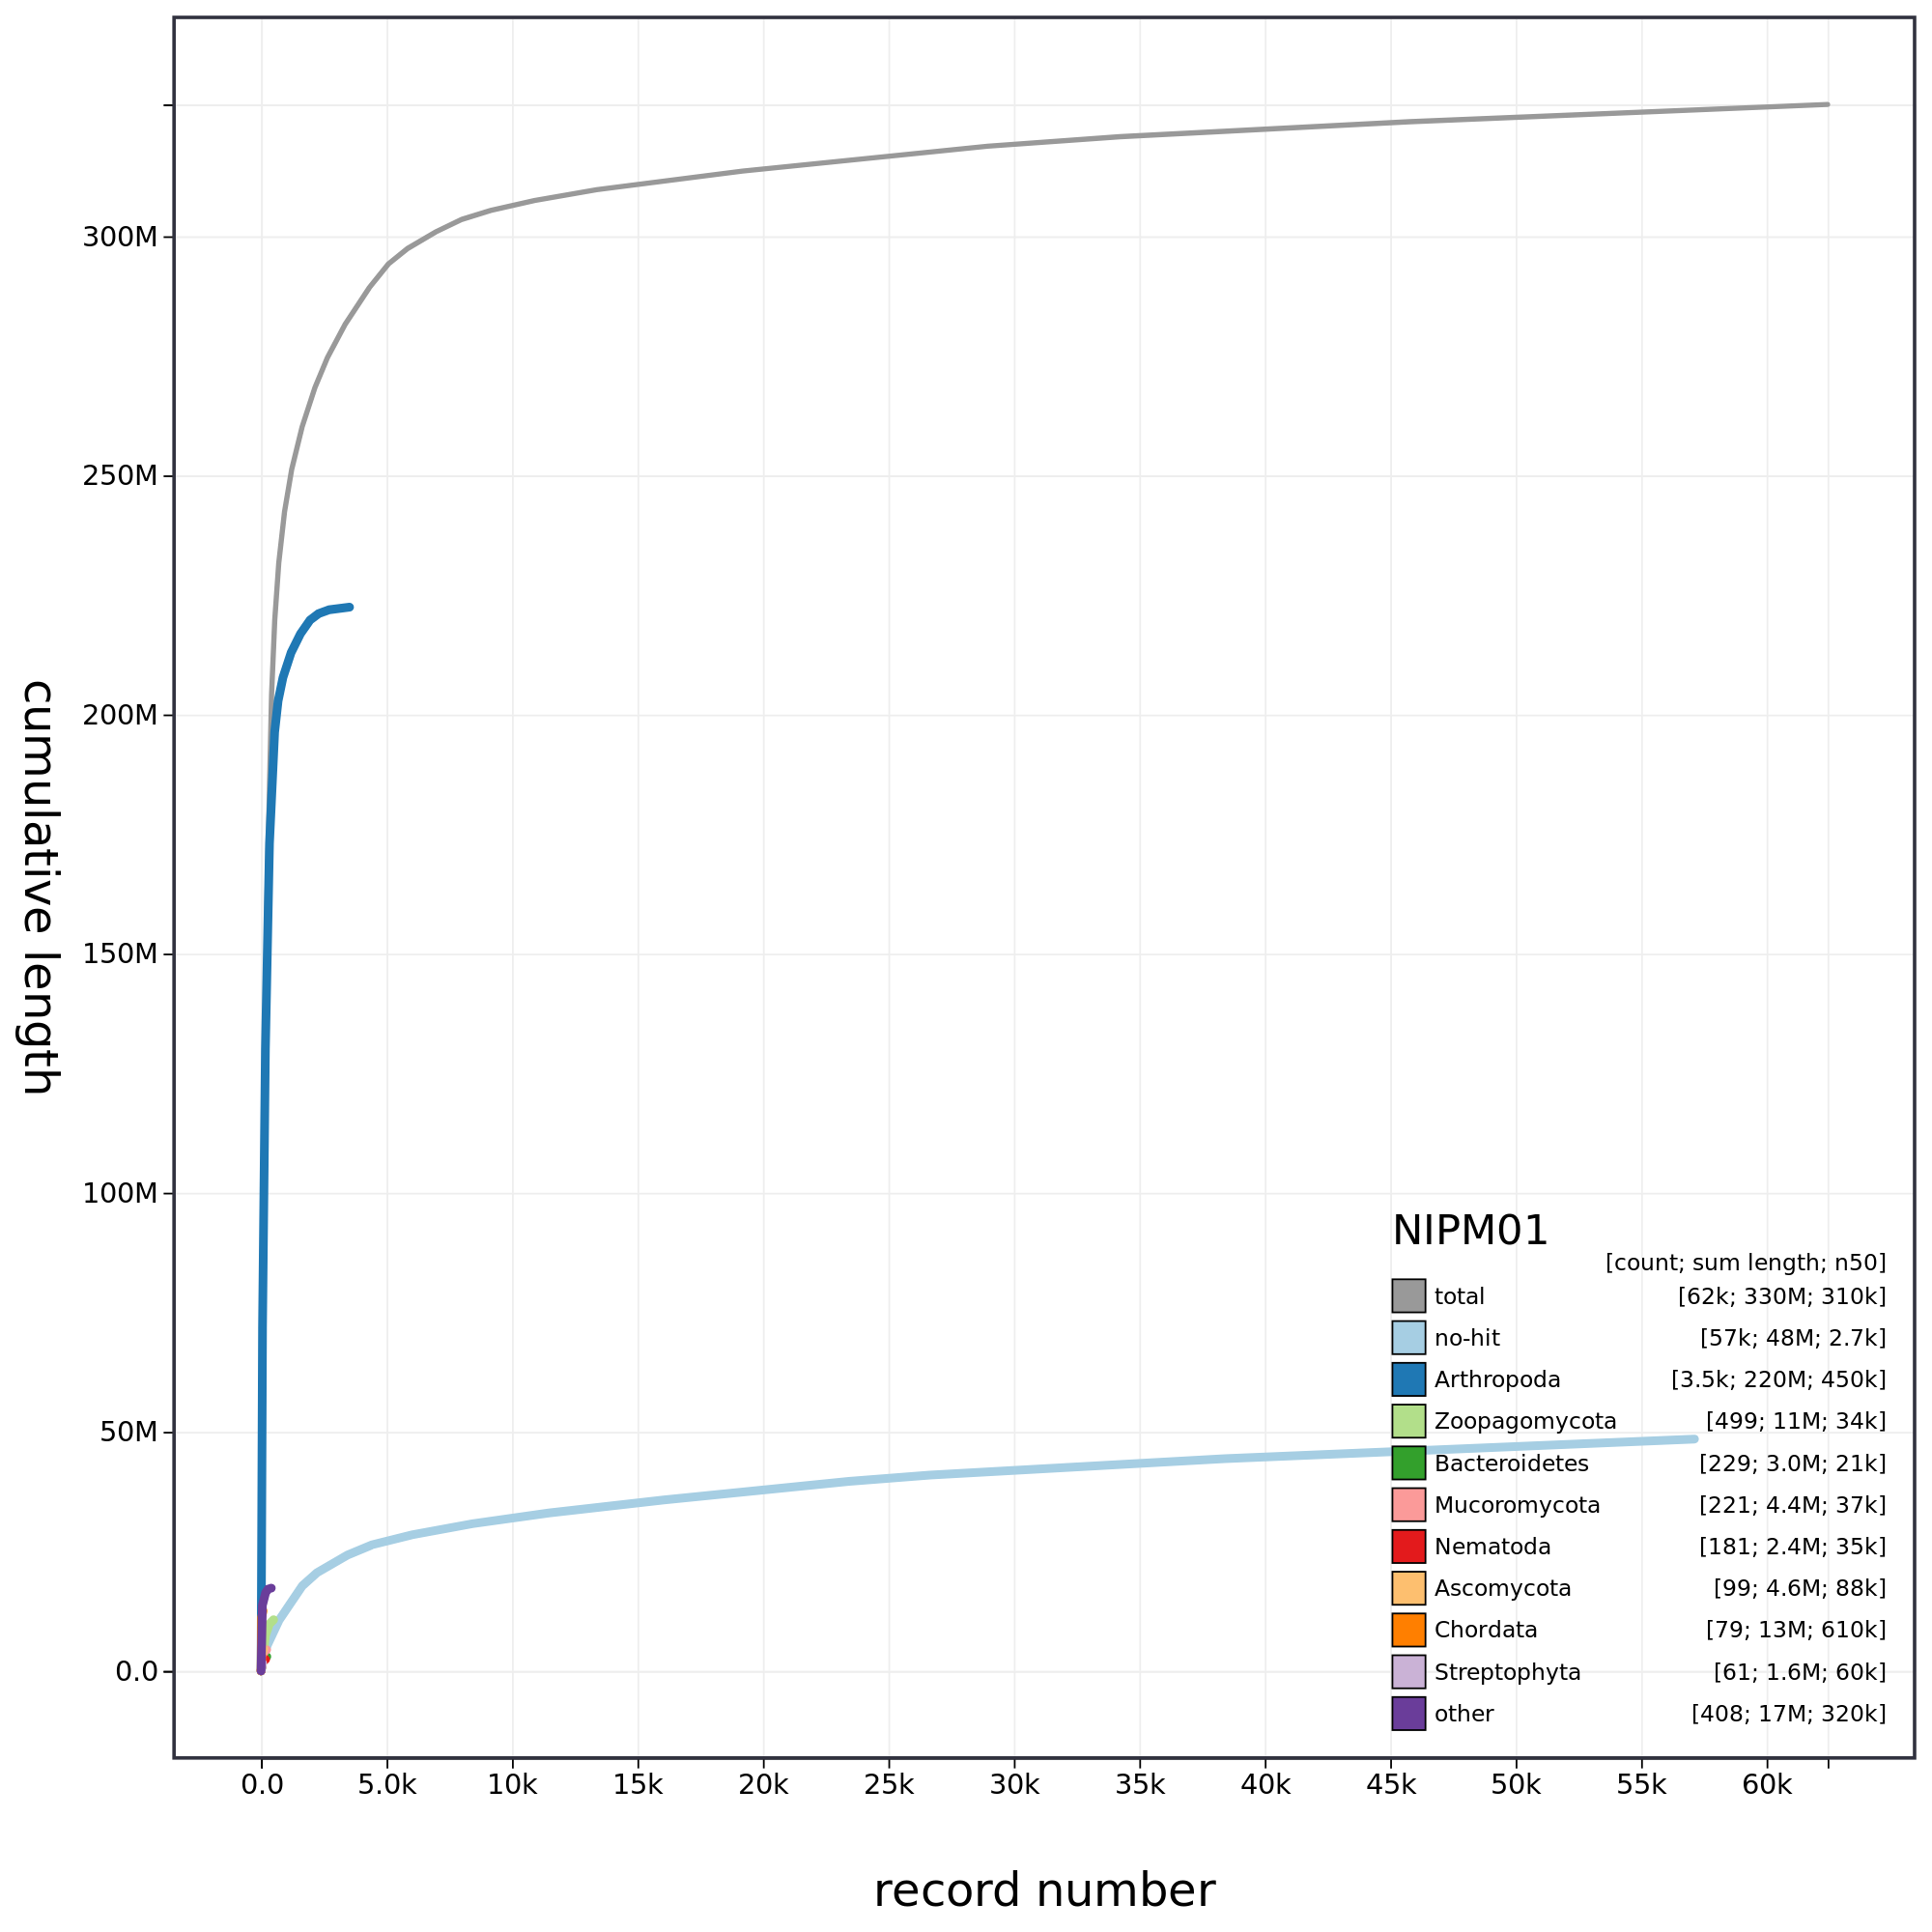 300M
250M
200M
150M
100M
50M
0.0
cumulative length
NIPM01
[count; sum length; n50]
total [62k; 330M; 310k]
no-hit [57k; 48M; 2.7k]
Arthropoda [3.5k; 220M; 450k]
Zoopagomycota [499; 11M; 34k]
Bacteroidetes [229; 3.0M; 21k]
Mucoromycota [221; 4.4M; 37k]
Nematoda [181; 2.4M; 35k]
Ascomycota [99; 4.6M; 88k]
Chordata [79; 13M; 610k]
Streptophyta [61; 1.6M; 60k]
other [408; 17M; 320k]
0.0 5.0k 10k 15k 20k 25k 30k 35k 40k 45k 50k 55k 60k
record number